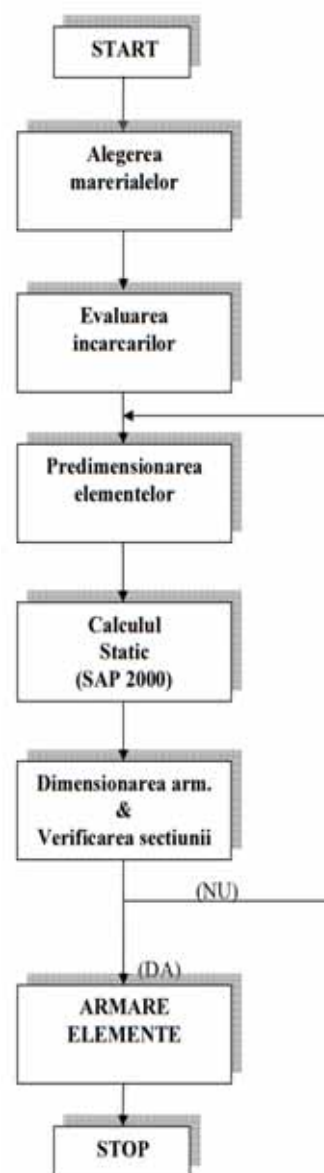 START
Alegerea
marerialelor
Evaluarea
incarcarilor
Predimensionarea
elementelor
Calculul
Static
(SAP 2000)
Dimensionarea arm.
&
Verificarea sectiunii
(NU)
(DA)
ARMARE
ELEMENTE
STOP